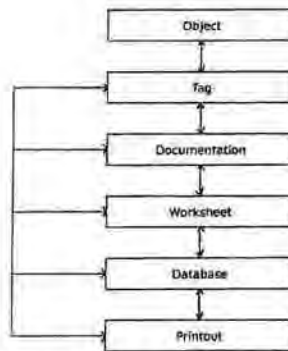 Object
Tag
Documentation
Worksheet
Database
Printout